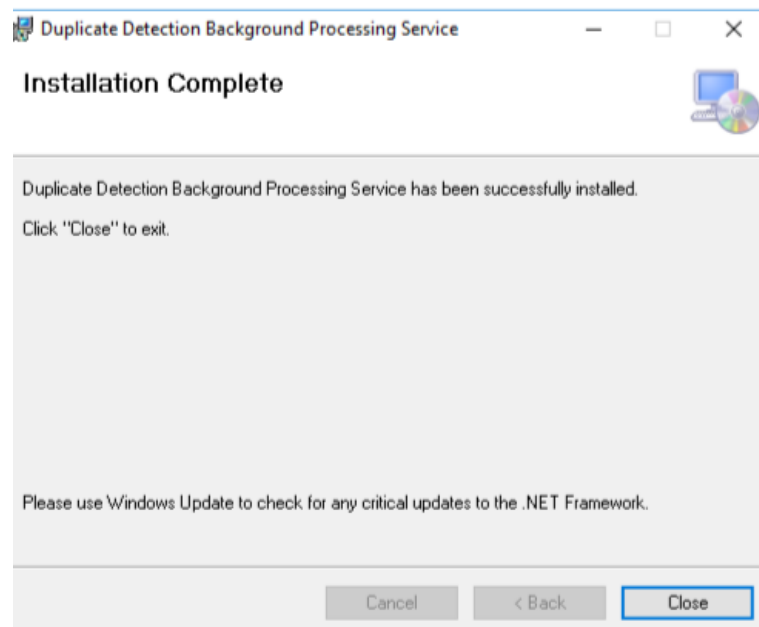 Duplicate Detection Background Processing Service
Installation Complete
Duplicate Detection Background Processing Service has been successfully installed.
Click "Close" to exit.
Please use Windows Update to check for any critical updates to the .NET Framework.
Cancel
< Back
Close